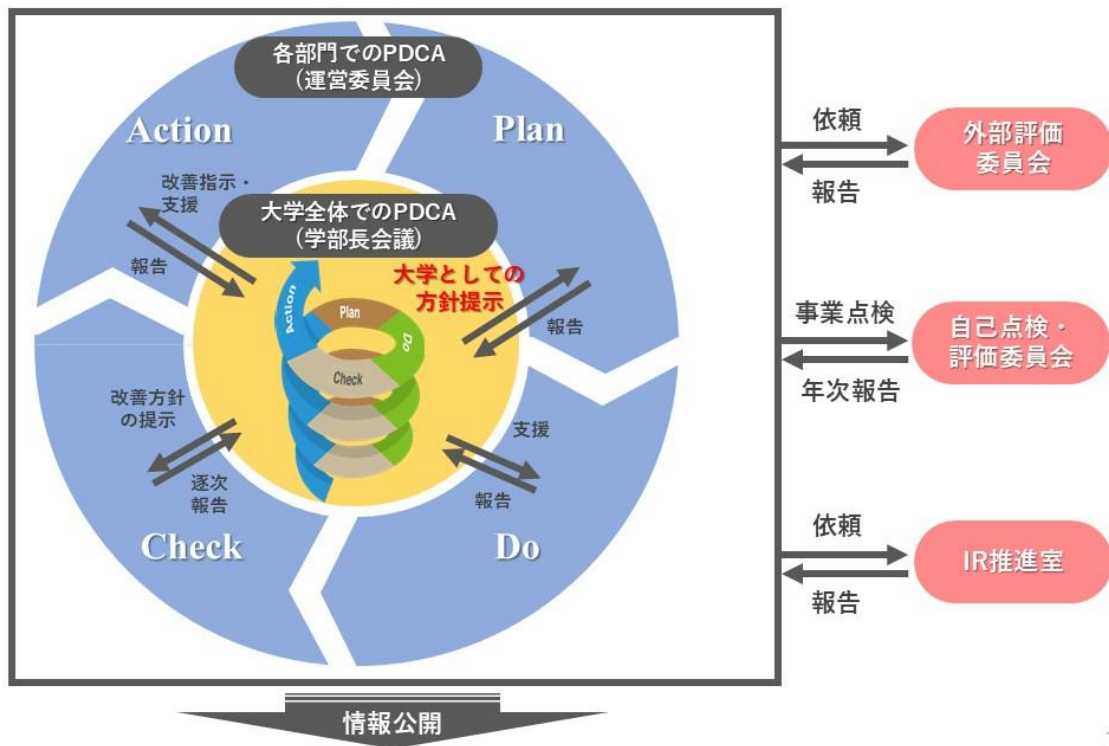 各部門でのPDCA
(運営委員会)
Action
Plan
改善指示・
支援
報告
大学全体でのPDCA
(学部長会議)
大学としての
方針提示
報告
Action
Plan
Do
Check
改善方針
の提示
逐次
報告
支援
報告
Check
Do
依頼
報告
外部評価
委員会
事業点検
年次報告
自己点検・
評価委員会
依頼
報告
IR推進室
情報公開